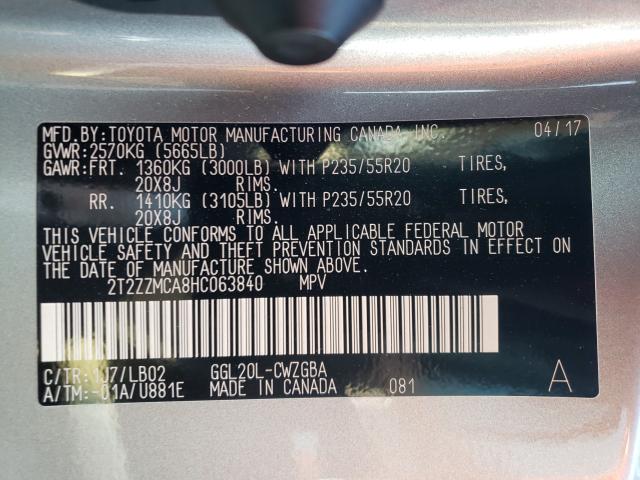 MFD.BY:TOYOTA MOTOR MANUFACTURING CANADA, INC. 04/17
GVWR:2570KG (5665LB)
GAWR:FRT. 1360KG (3000LB) WITH P235/55R20 TIRES,
20X8J RIMS.
RR. 1410KG (3105LB) WITH P235/55R20 TIRES,
20X8J RIMS.
THIS VEHICLE CONFORMS TO ALL APPLICABLE FEDERAL MOTOR
VEHICLE SAFETY AND THEFT PREVENTION STANDARDS IN EFFECT ON
THE DATE OF MANUFACTURE SHOWN ABOVE.
2T2ZZMCA8HC063840 MPV
C/TR:1J7/LB02 GGL20L-CWZGBA
A/TM:-01A/U881E MADE IN CANADA 081 A